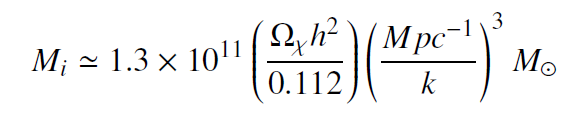 M_i ≃ 1.3 × 10^{11} (Ω_χ h^2 / 0.112) (Mpc^{-1} / k)^3 M_⊙